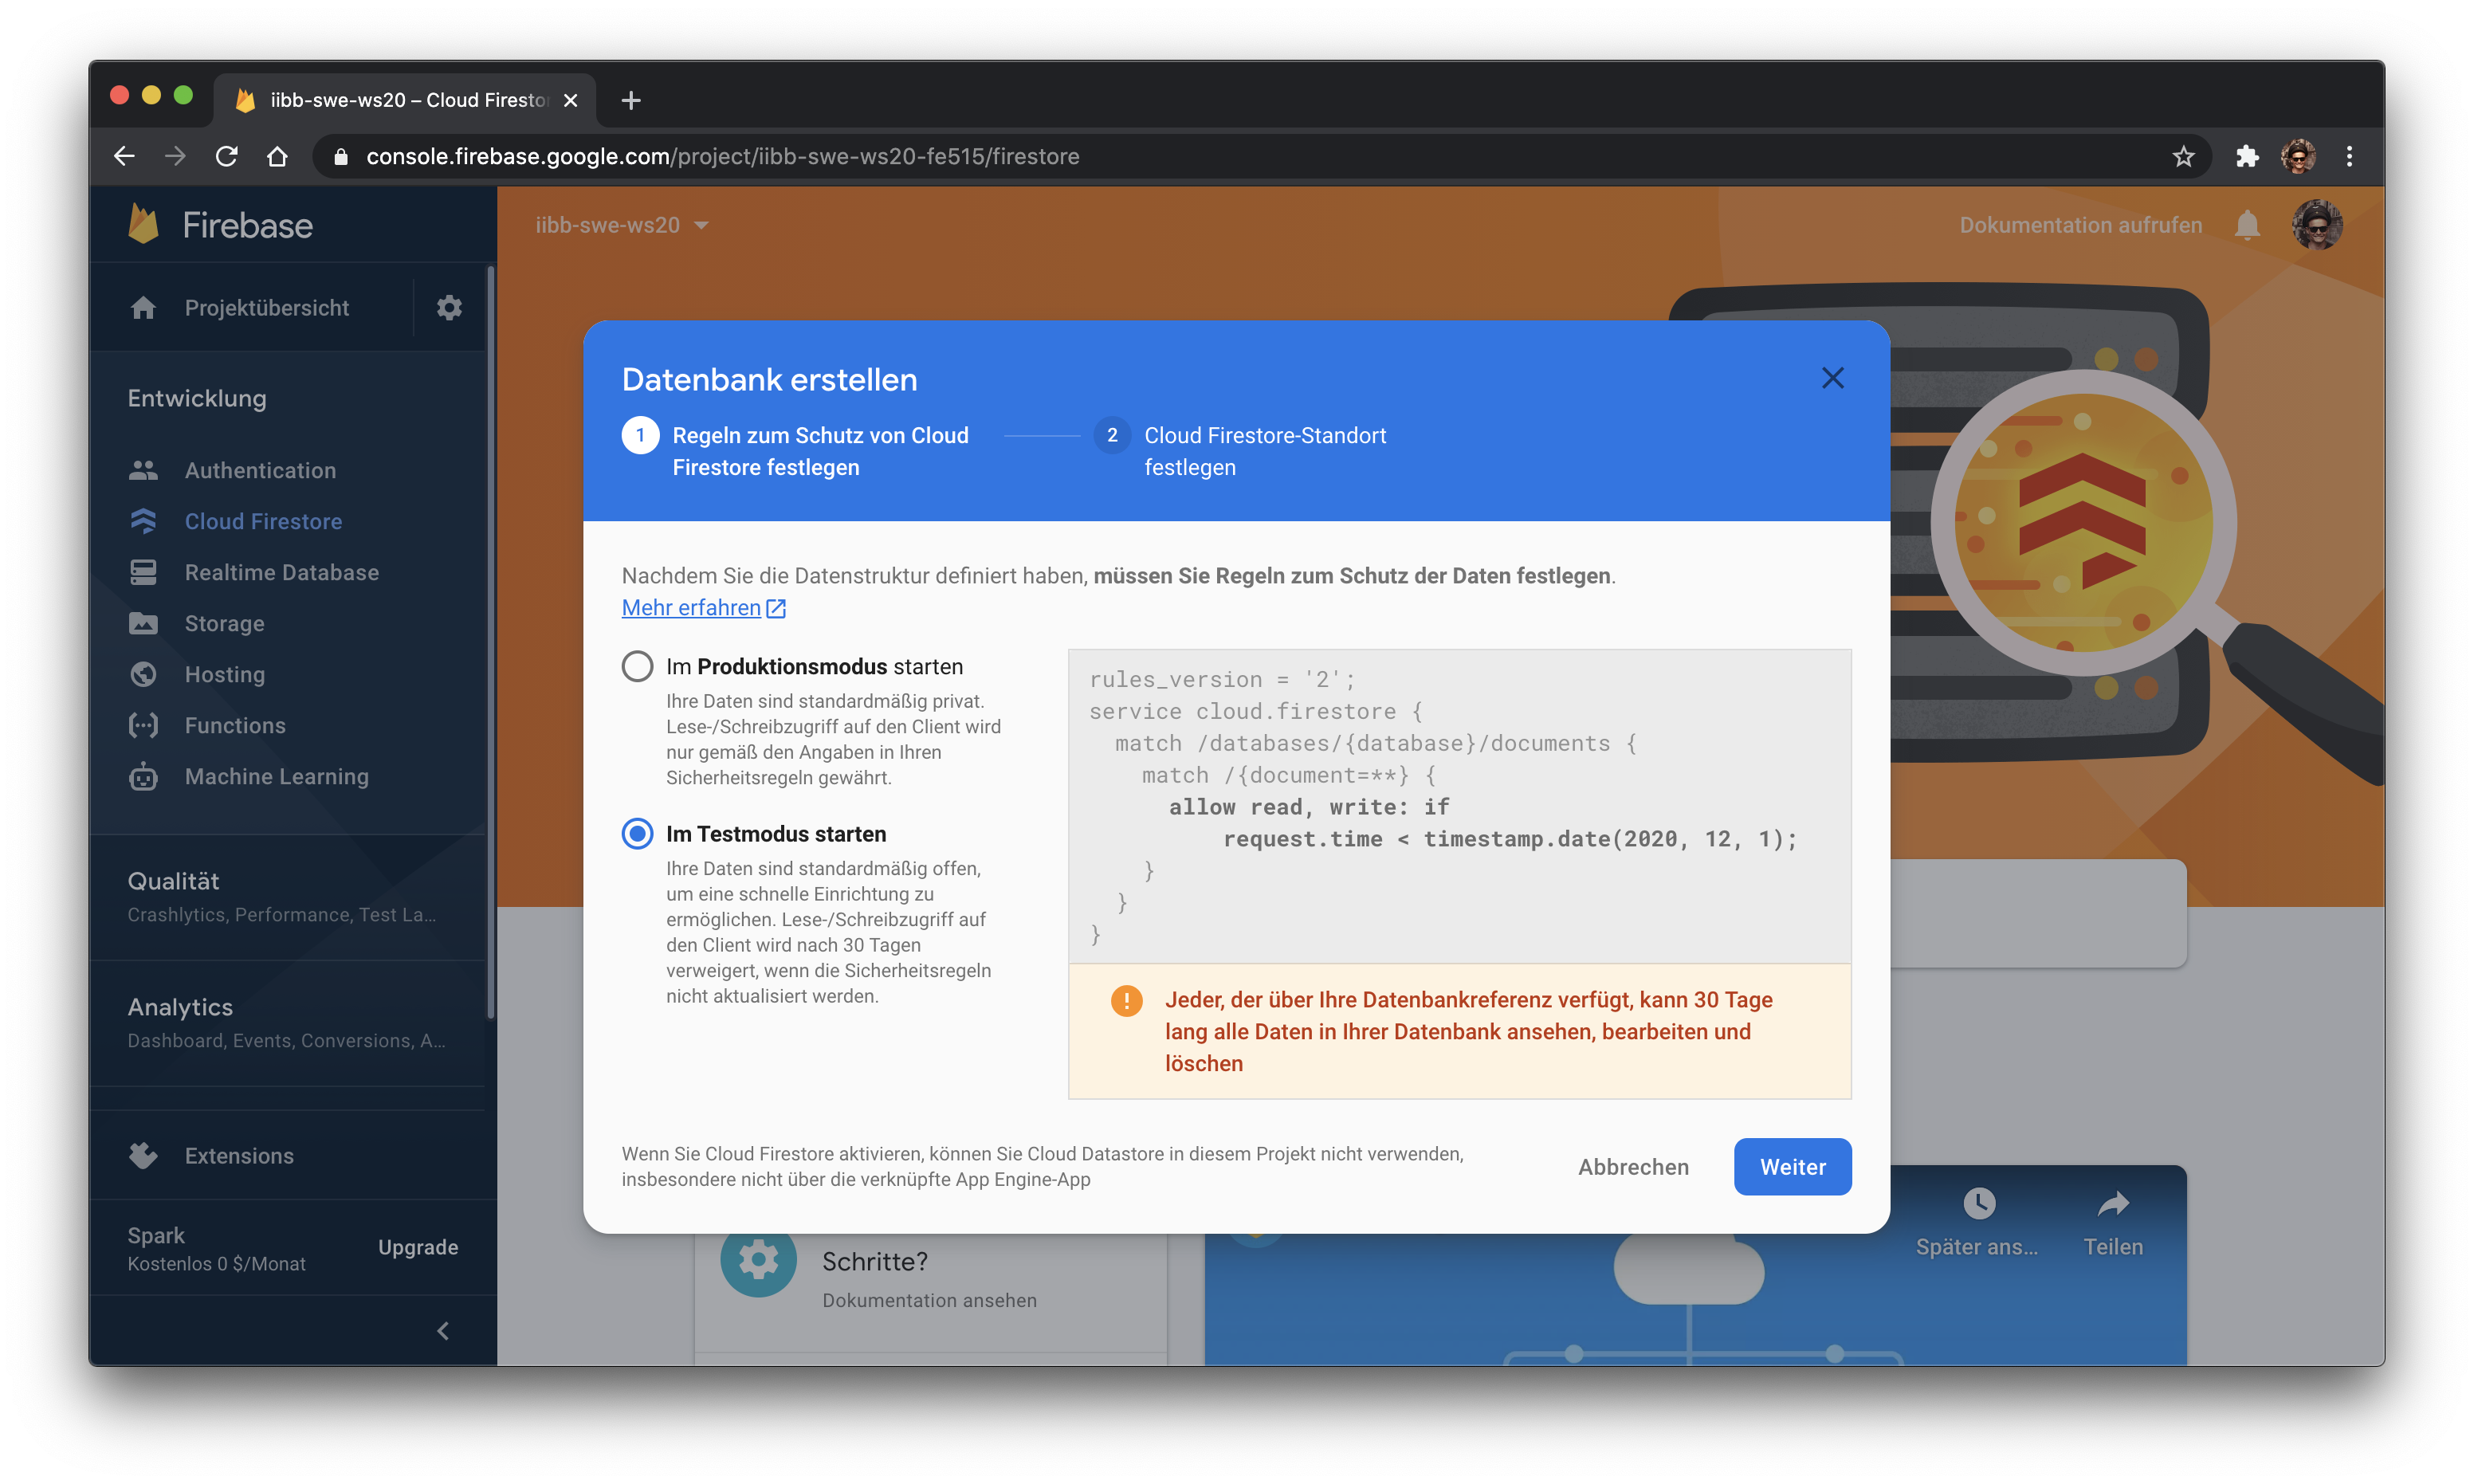 iibb-swe-ws20 – Cloud Firesto
console.firebase.google.com/project/iibb-swe-ws20-fe515/firestore
Firebase
Projektübersicht
Entwicklung
Authentication
Cloud Firestore
Realtime Database
Storage
Hosting
Functions
Machine Learning
Qualität
Crashlytics, Performance, Test La...
Analytics
Dashboard, Events, Conversions, A...
Extensions
Spark
Kostenlos 0 $/Monat
Upgrade
iibb-swe-ws20
Dokumentation aufrufen
Datenbank erstellen
1 Regeln zum Schutz von Cloud
Firestore festlegen
2 Cloud Firestore-Standort
festlegen
Nachdem Sie die Datenstruktur definiert haben, müssen Sie Regeln zum Schutz der Daten festlegen.
Mehr erfahren
Im Produktionsmodus starten
Ihre Daten sind standardmäßig privat.
Lese-/Schreibzugriff auf den Client wird
nur gemäß den Angaben in Ihren
Sicherheitsregeln gewährt.
Im Testmodus starten
Ihre Daten sind standardmäßig offen,
um eine schnelle Einrichtung zu
ermöglichen. Lese-/Schreibzugriff auf
den Client wird nach 30 Tagen
verweigert, wenn die Sicherheitsregeln
nicht aktualisiert werden.
rules_version = '2';
service cloud.firestore {
match /databases/{database}/documents {
match /{document=**} {
allow read, write: if
request.time < timestamp.date(2020, 12, 1);
}
}
}
Jeder, der über Ihre Datenbankreferenz verfügt, kann 30 Tage
lang alle Daten in Ihrer Datenbank ansehen, bearbeiten und
löschen
Wenn Sie Cloud Firestore aktivieren, können Sie Cloud Datastore in diesem Projekt nicht verwenden,
insbesondere nicht über die verknüpfte App Engine-App
Abbrechen
Weiter
Schritte?
Dokumentation ansehen
Später ans...
Teilen